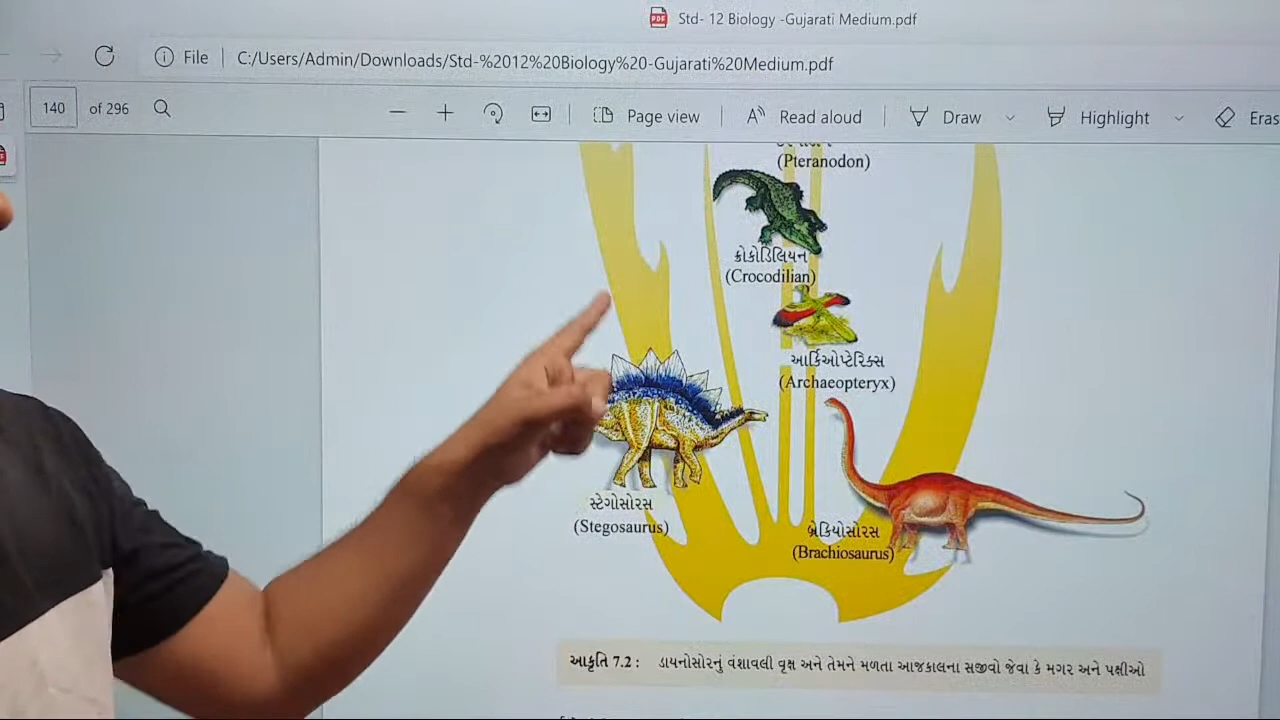 Std- 12 Biology -Gujarati Medium.pdf
File
C:/Users/Admin/Downloads/Std-%2012%20Biology%20-Gujarati%20Medium.pdf
140 of 296
Page view
Read aloud
Draw
Highlight
Eras
(Pteranodon)
ક્રોકોડિલિયન
(Crocodilian)
આર્કિઓપ્ટેરિક્સ
(Archaeopteryx)
સ્ટેગોસોરસ
(Stegosaurus)
બ્રેકિયોસોરસ
(Brachiosaurus)
આકૃતિ 7.2 : ડાયનોસોરનું વંશાવલી વૃક્ષ અને તેમને મળતા આજકાલના સજીવો જેવા કે મગર અને પક્ષીઓ